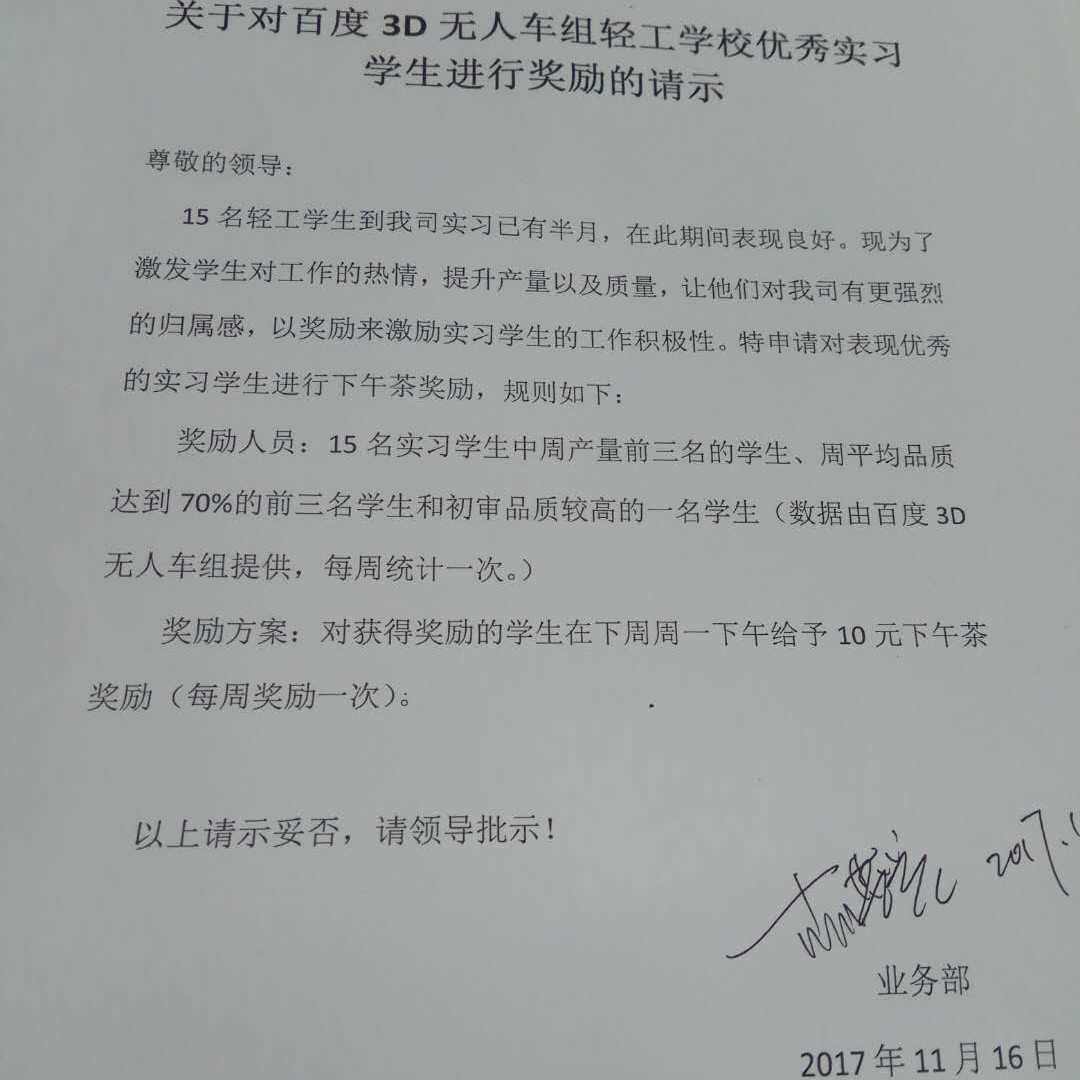 关于对百度 3D 无人车组轻工学校优秀实习
学生进行奖励的请示
尊敬的领导：
15 名轻工学生到我司实习已有半月，在此期间表现良好。现为了
激发学生对工作的热情，提升产量以及质量，让他们对我司有更强烈
的归属感，以奖励来激励实习学生的工作积极性。特申请对表现优秀
的实习学生进行下午茶奖励，规则如下：
奖励人员：15 名实习学生中周产量前三名的学生、周平均品质
达到 70%的前三名学生和初审品质较高的一名学生（数据由百度 3D
无人车组提供，每周统计一次。）
奖励方案：对获得奖励的学生在下周周一下午给予 10 元下午茶
奖励（每周奖励一次）。
以上请示妥否，请领导批示！
2017.
业务部
2017 年 11 月 16 日